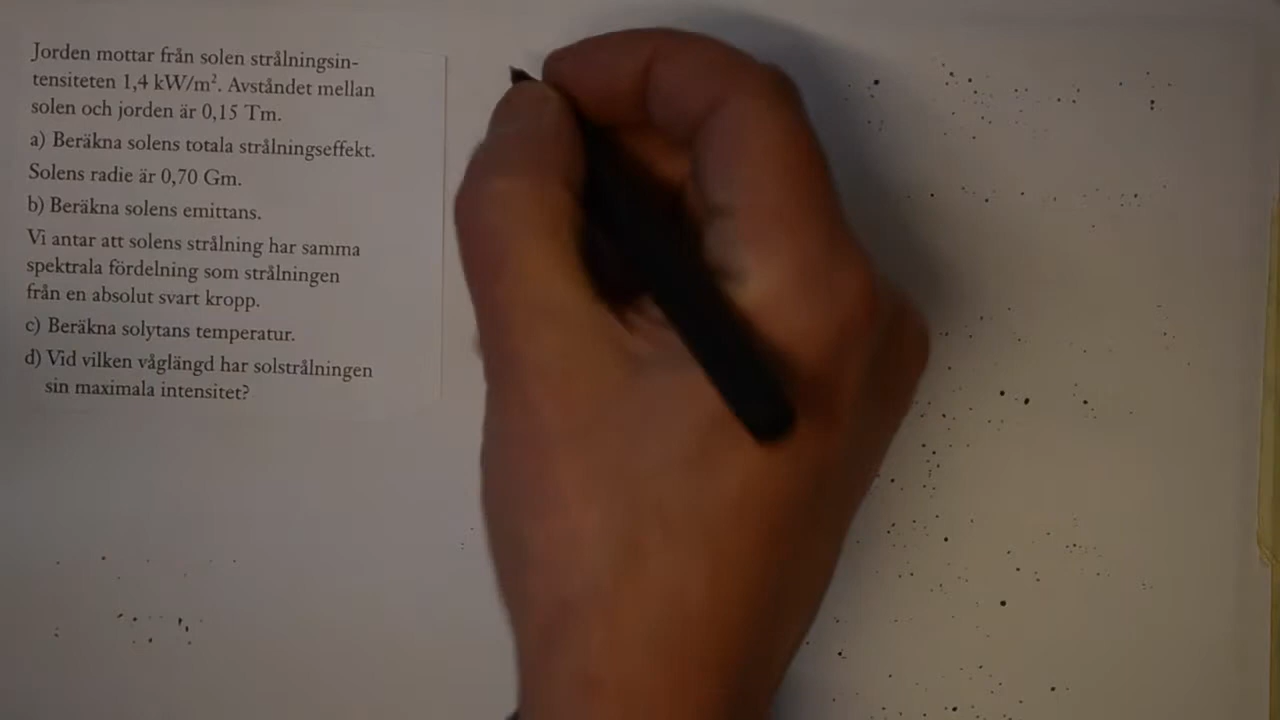 Jorden mottar från solen strålningsin-
tensiteten 1,4 kW/m². Avståndet mellan
solen och jorden är 0,15 Tm.
a) Beräkna solens totala strålningseffekt.
Solens radie är 0,70 Gm.
b) Beräkna solens emittans.
Vi antar att solens strålning har samma
spektrala fördelning som strålningen
från en absolut svart kropp.
c) Beräkna solytans temperatur.
d) Vid vilken våglängd har solstrålningen
sin maximala intensitet?